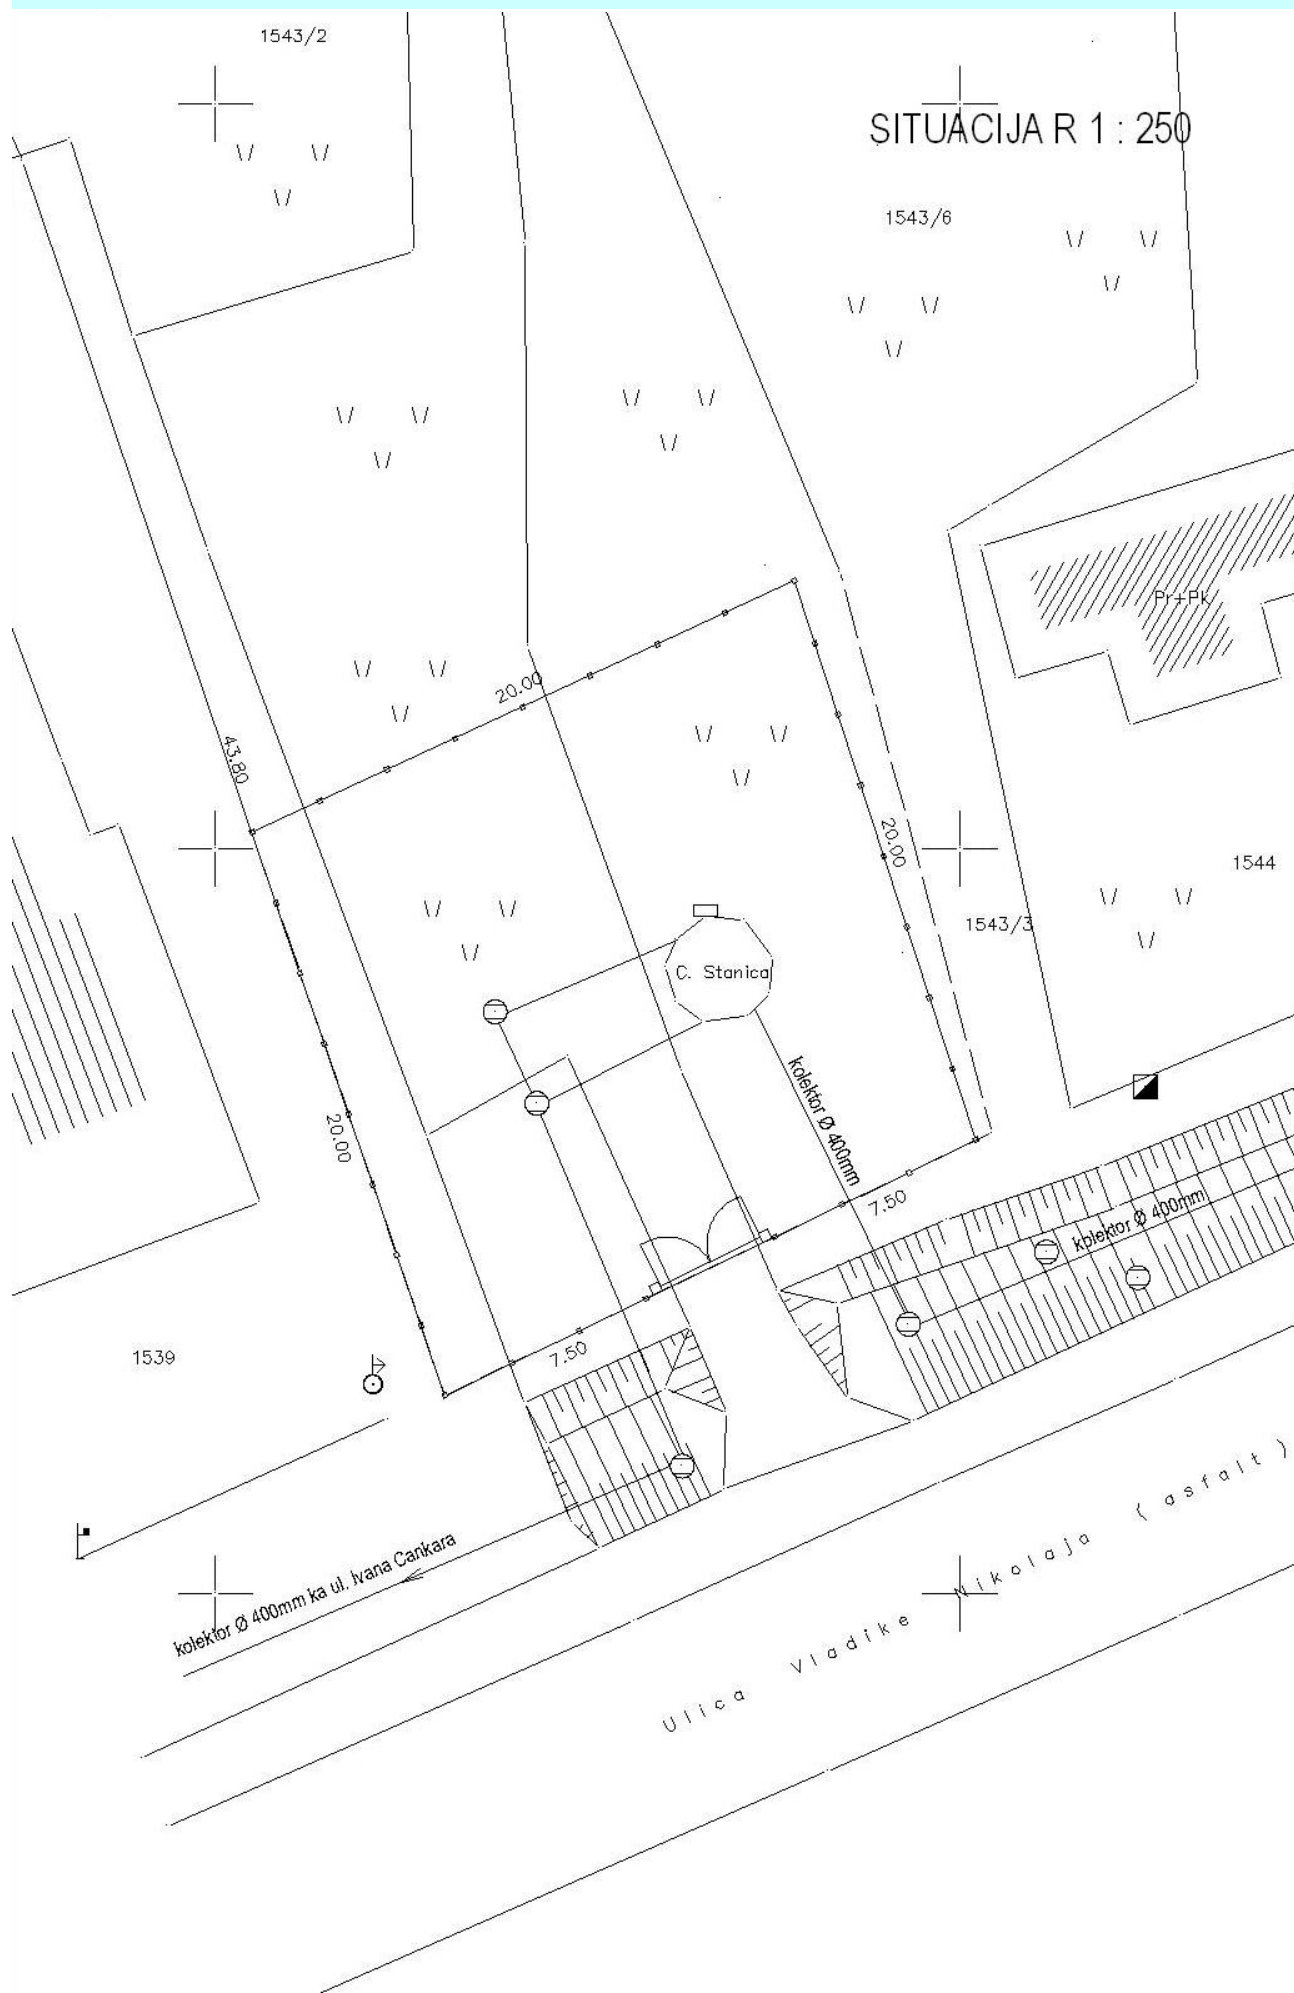 1543/2
SITUACIJA R 1 : 250
1543/6
Pr+Pk
20.00
43.80
20.00
1544
1543/3
C. Stanica
kolektor Ø 400mm
20.00
7.50
kolektor Ø 400mm
7.50
1539
kolektor Ø 400mm ka ul. Ivana Cankara
Ulica Vladike Nikolaja ( asfalt )